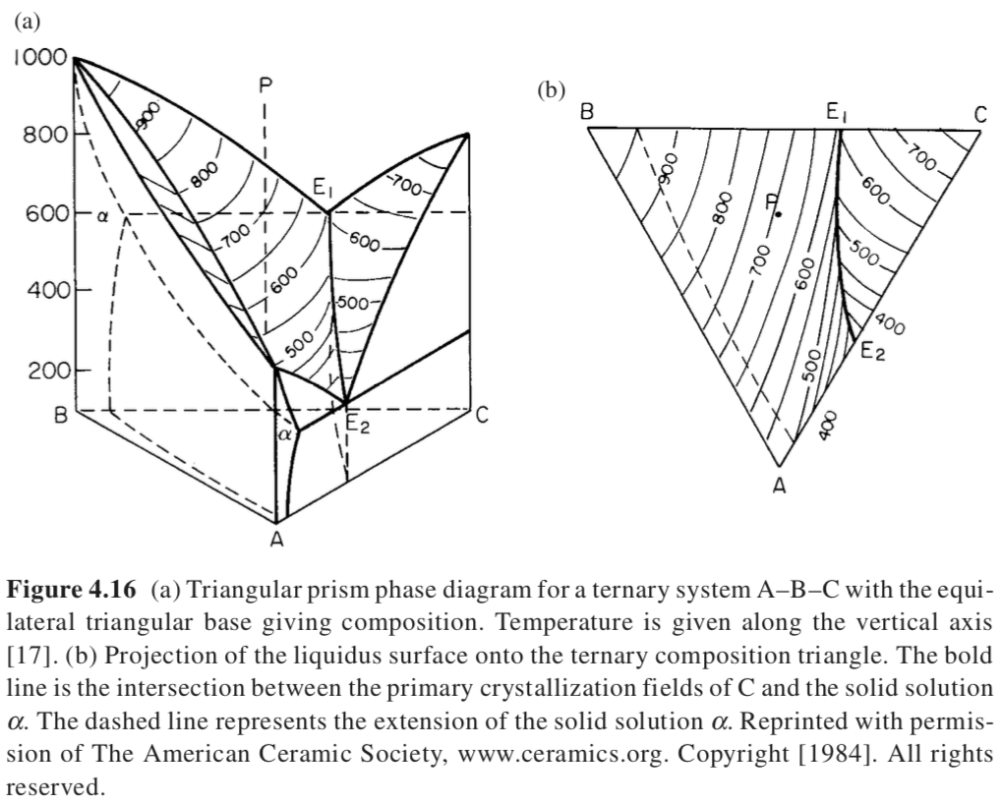 (a)
1000
800
600
400
200
B
A
C
P
E1
E2
α
α
900
800
700
600
500
700
600
500
(b)
B
E1
C
P
900
800
700
600
500
400
700
600
500
400
E2
A
Figure 4.16 (a) Triangular prism phase diagram for a ternary system A–B–C with the equi-
lateral triangular base giving composition. Temperature is given along the vertical axis
[17]. (b) Projection of the liquidus surface onto the ternary composition triangle. The bold
line is the intersection between the primary crystallization fields of C and the solid solution
α. The dashed line represents the extension of the solid solution α. Reprinted with permis-
sion of The American Ceramic Society, www.ceramics.org. Copyright [1984]. All rights
reserved.